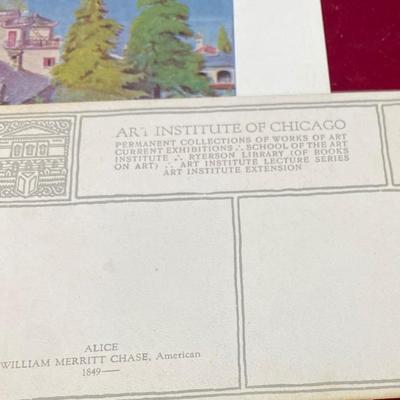 ART INSTITUTE OF CHICAGO
PERMANENT COLLECTIONS OF WORKS OF ART
CURRENT EXHIBITIONS ∴ SCHOOL OF THE ART
INSTITUTE ∴ RYERSON LIBRARY (OF BOOKS
ON ART) ∴ ART INSTITUTE LECTURE SERIES
ART INSTITUTE EXTENSION
ALICE
WILLIAM MERRITT CHASE, American
1849—